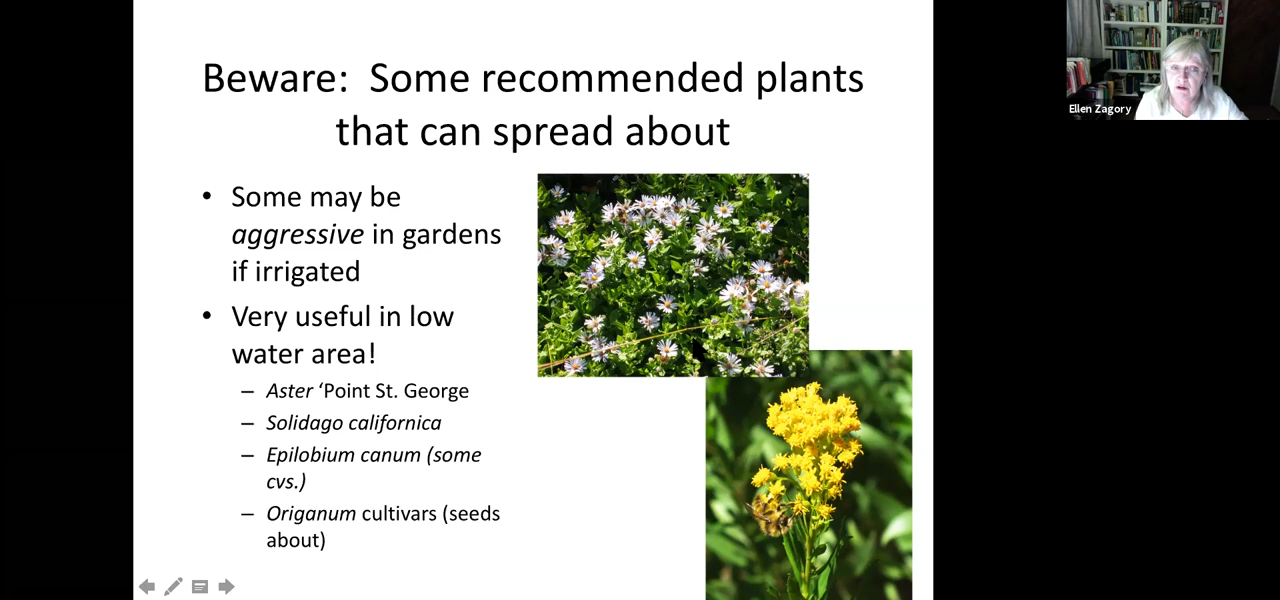 Beware:  Some recommended plants
that can spread about
• Some may be
aggressive in gardens
if irrigated
• Very useful in low
water area!
– Aster ‘Point St. George
– Solidago californica
– Epilobium canum (some
cvs.)
– Origanum cultivars (seeds
about)
Ellen Zagory